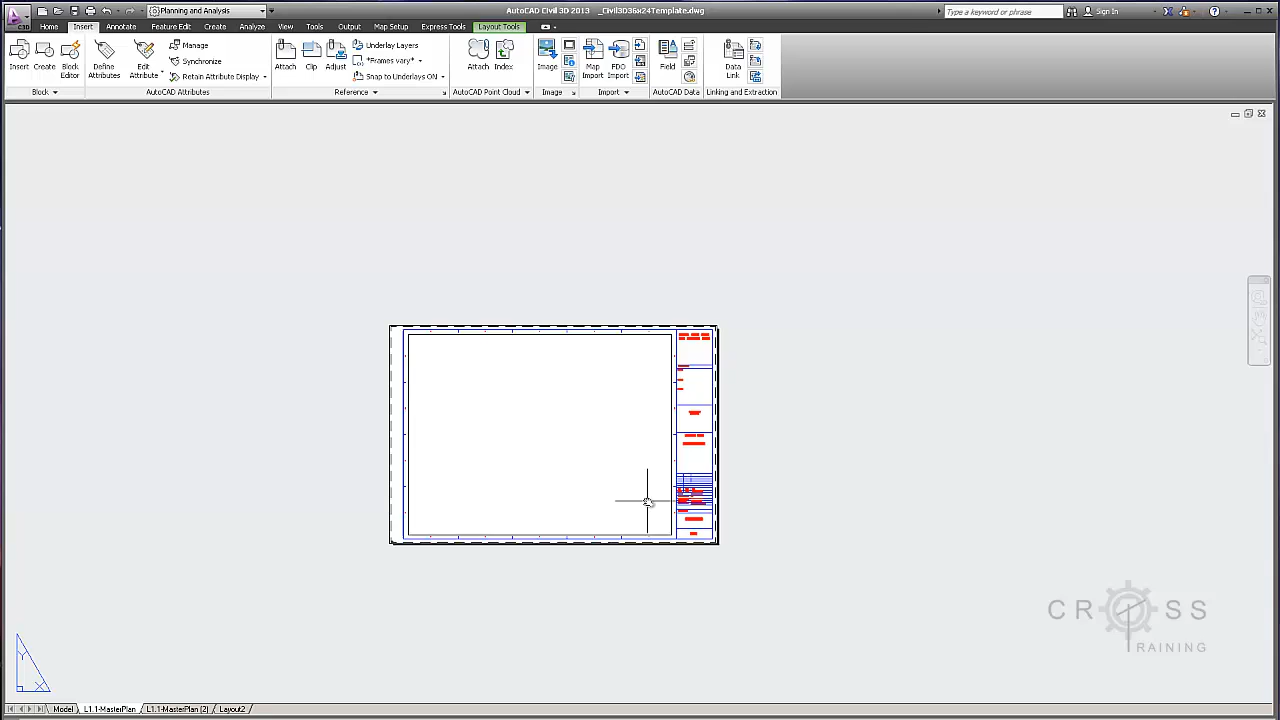 AutoCAD Civil 3D 2013 _Civil3D36x24Template.dwg
Planning and Analysis
Type a keyword or phrase
Sign In
C3D
Home Insert Annotate Feature Edit Create Analyze View Tools Output Map Setup Express Tools Layout Tools
Insert
Create
Block
Editor
Block
Define
Attributes
Edit
Attribute
Manage
Synchronize
Retain Attribute Display
AutoCAD Attributes
Attach
Clip
Adjust
Underlay Layers
*Frames vary*
Snap to Underlays ON
Reference
Attach
Index
AutoCAD Point Cloud
Image
Image
Map
Import
FDO
Import
Import
Field
AutoCAD Data
Data
Link
Linking and Extraction
CROSS
TRAINING
Y
X
Model L1.1-MasterPlan L1.1-MasterPlan (2) Layout2